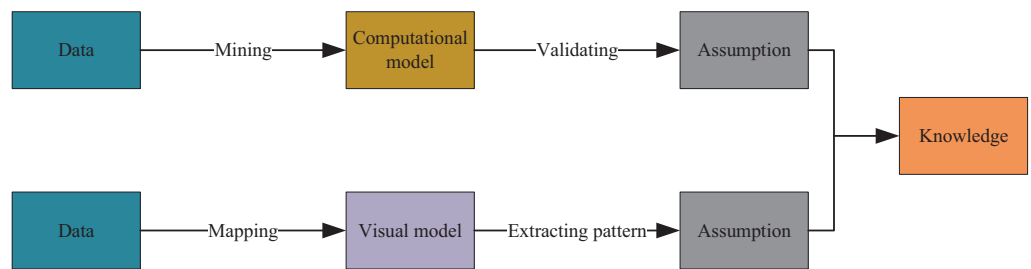 Data
Mining
Computational
model
Validating
Assumption
Knowledge
Data
Mapping
Visual model
Extracting pattern
Assumption